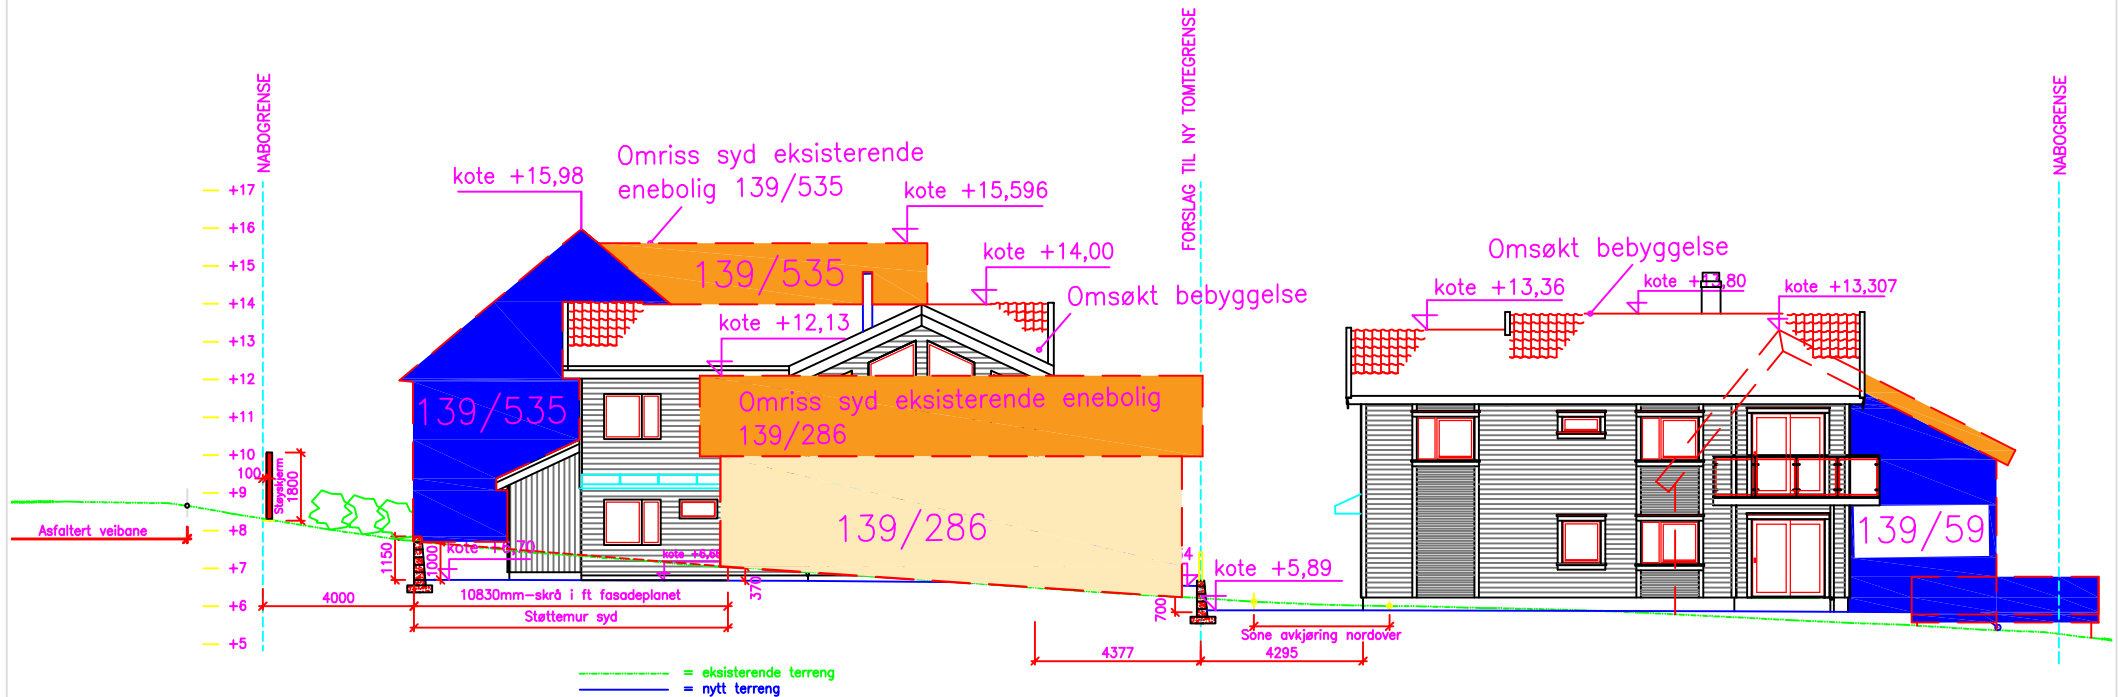 NABOGRENSE
FORSLAG TIL NY TOMTEGRENSE
NABOGRENSE
Omriss syd eksisterende
enebolig 139/535
kote +15,98
kote +15,596
kote +14,00
Omsøkt bebyggelse
kote +12,13
Omsøkt bebyggelse
kote +13,36
kote +13,80
kote +13,307
+17
+16
+15
+14
+13
+12
+11
+10
+9
+8
+7
+6
+5
139/535
139/535
Omriss syd eksisterende enebolig
139/286
139/286
139/59
100
Støyskjerm
1800
Asfaltert veibane
1150
1000
kote +6,70
370
700
kote +5,89
4000
10830mm-skrå i ft fasadeplanet
Støttemur syd
4377
4295
Sone avkjøring nordover
= eksisterende terreng
= nytt terreng